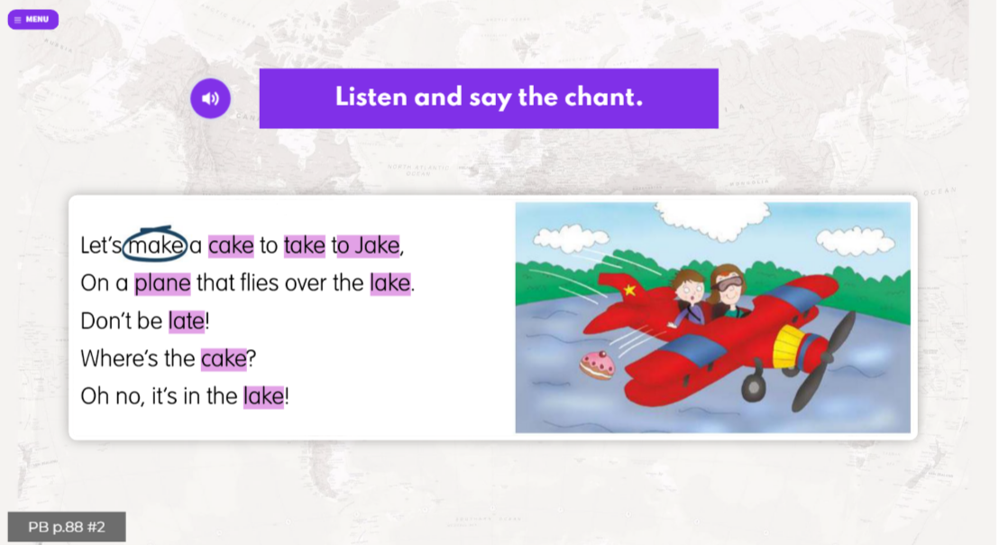 MENU
Listen and say the chant.
Let's make a cake to take to Jake,
On a plane that flies over the lake.
Don't be late!
Where's the cake?
Oh no, it's in the lake!
PB p.88 #2